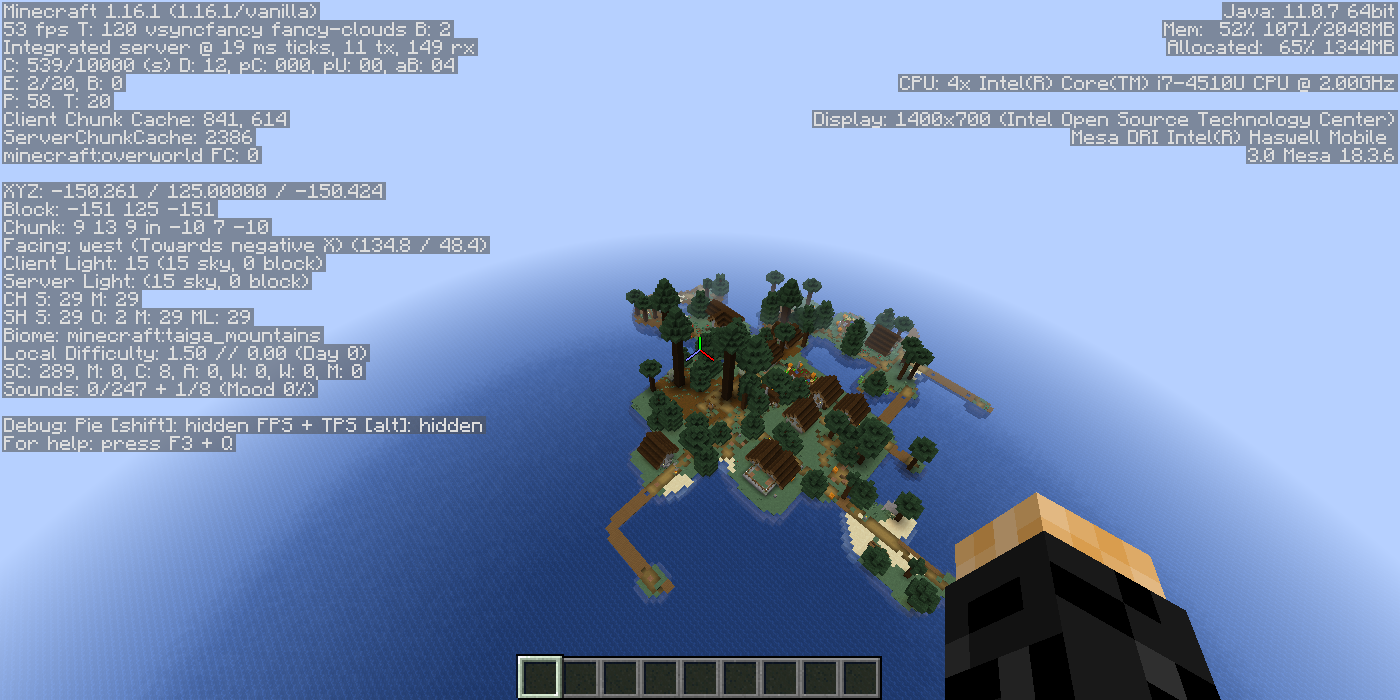 Minecraft 1.16.1 (1.16.1/vanilla)
53 fps T: 120 vsyncfancy fancy-clouds B: 2
Integrated server @ 19 ms ticks, 11 tx, 149 rx
C: 539/10000 (s) D: 12, pC: 000, pU: 00, aB: 04
E: 2/20, B: 0
P: 58. T: 20
Client Chunk Cache: 841, 614
ServerChunkCache: 2386
minecraft:overworld FC: 0
XYZ: -150.261 / 125.00000 / -150.424
Block: -151 125 -151
Chunk: 9 13 9 in -10 7 -10
Facing: west (Towards negative X) (134.8 / 48.4)
Client Light: 15 (15 sky, 0 block)
Server Light: (15 sky, 0 block)
CH S: 29 M: 29
SH S: 29 O: 2 M: 29 ML: 29
Biome: minecraft:taiga_mountains
Local Difficulty: 1.50 // 0.00 (Day 0)
SC: 289, M: 0, C: 8, A: 0, W: 0, W: 0, M: 0
Sounds: 0/247 + 1/8 (Mood 0%)
Debug: Pie [shift]: hidden FPS + TPS [alt]: hidden
For help: press F3 + Q
Java: 11.0.7 64bit
Mem: 52% 1071/2048MB
Allocated: 65% 1344MB
CPU: 4x Intel(R) Core(TM) i7-4510U CPU @ 2.00GHz
Display: 1400x700 (Intel Open Source Technology Center)
Mesa DRI Intel(R) Haswell Mobile
3.0 Mesa 18.3.6